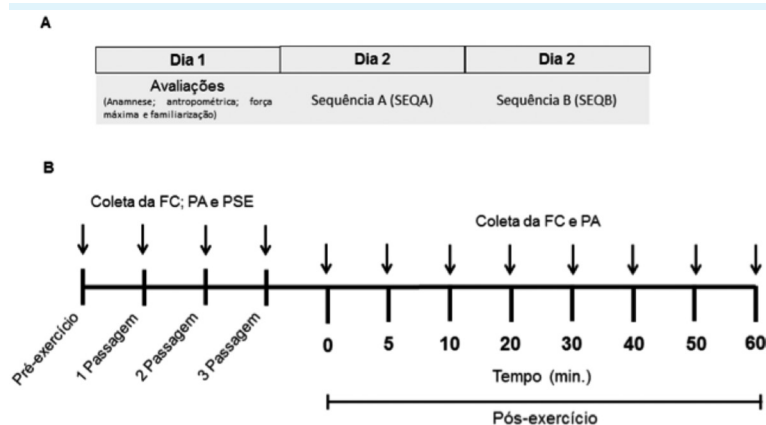 A
Dia 1 Dia 2 Dia 2
Avaliações
(Anamnese; antropométrica; força
máxima e familiarização)
Sequência A (SEQA) Sequência B (SEQB)
B
Coleta da FC; PA e PSE
Coleta da FC e PA
Pré-exercício
1 Passagem
2 Passagem
3 Passagem
0 5 10 20 30 40 50 60
Tempo (min.)
Pós-exercício